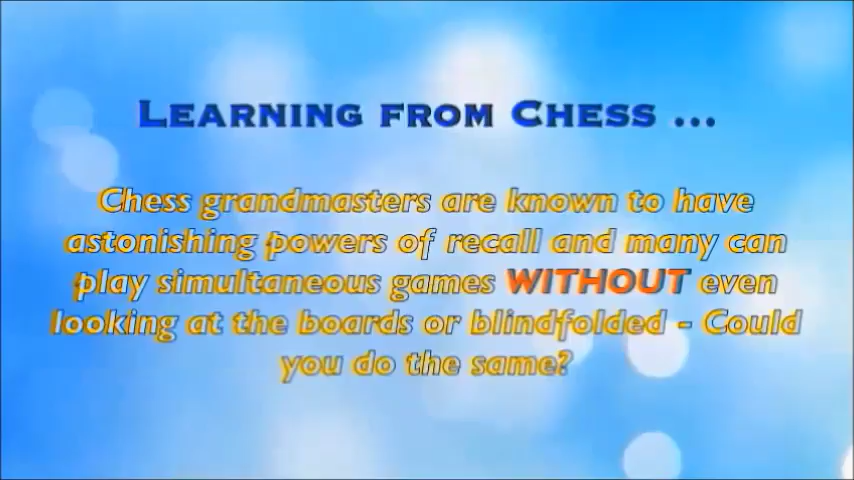 Learning from Chess ...
Chess grandmasters are known to have
astonishing powers of recall and many can
play simultaneous games WITHOUT even
looking at the boards or blindfolded - Could
you do the same?